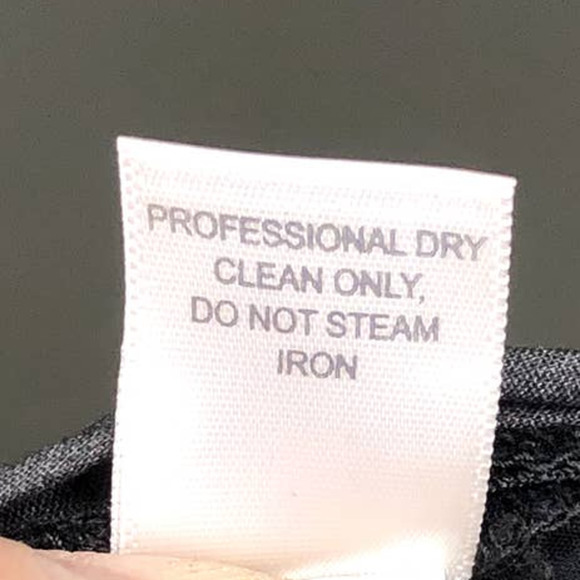 PROFESSIONAL DRY
CLEAN ONLY,
DO NOT STEAM
IRON